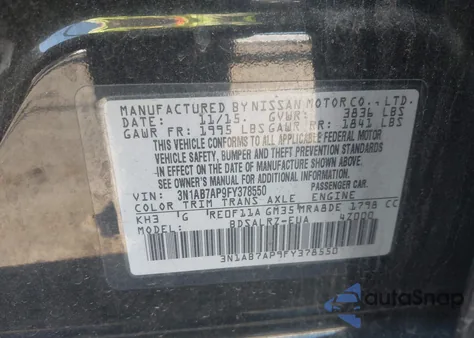 MANUFACTURED BY NISSAN MOTOR CO., LTD.
DATE: 11/15. GVWR: 3836 LBS
GAWR FR: 1995 LBS GAWR RR: 1841 LBS
THIS VEHICLE CONFORMS TO ALL APPLICABLE FEDERAL MOTOR
VEHICLE SAFETY, BUMPER AND THEFT PREVENTION STANDARDS
IN EFFECT ON THE DATE OF MANUFACTURE SHOWN ABOVE.
SEE OWNER'S MANUAL FOR ADDITIONAL INFORMATION.
VIN: 3N1AB7AP9FY378550 PASSENGER CAR.
COLOR TRIM TRANS AXLE ENGINE
KH3 G RE0F11A GM35 MRA8DE 1798 CC
MODEL: BDSALRZ-EUA 47000
3N1AB7AP9FY378550
AutoSnap